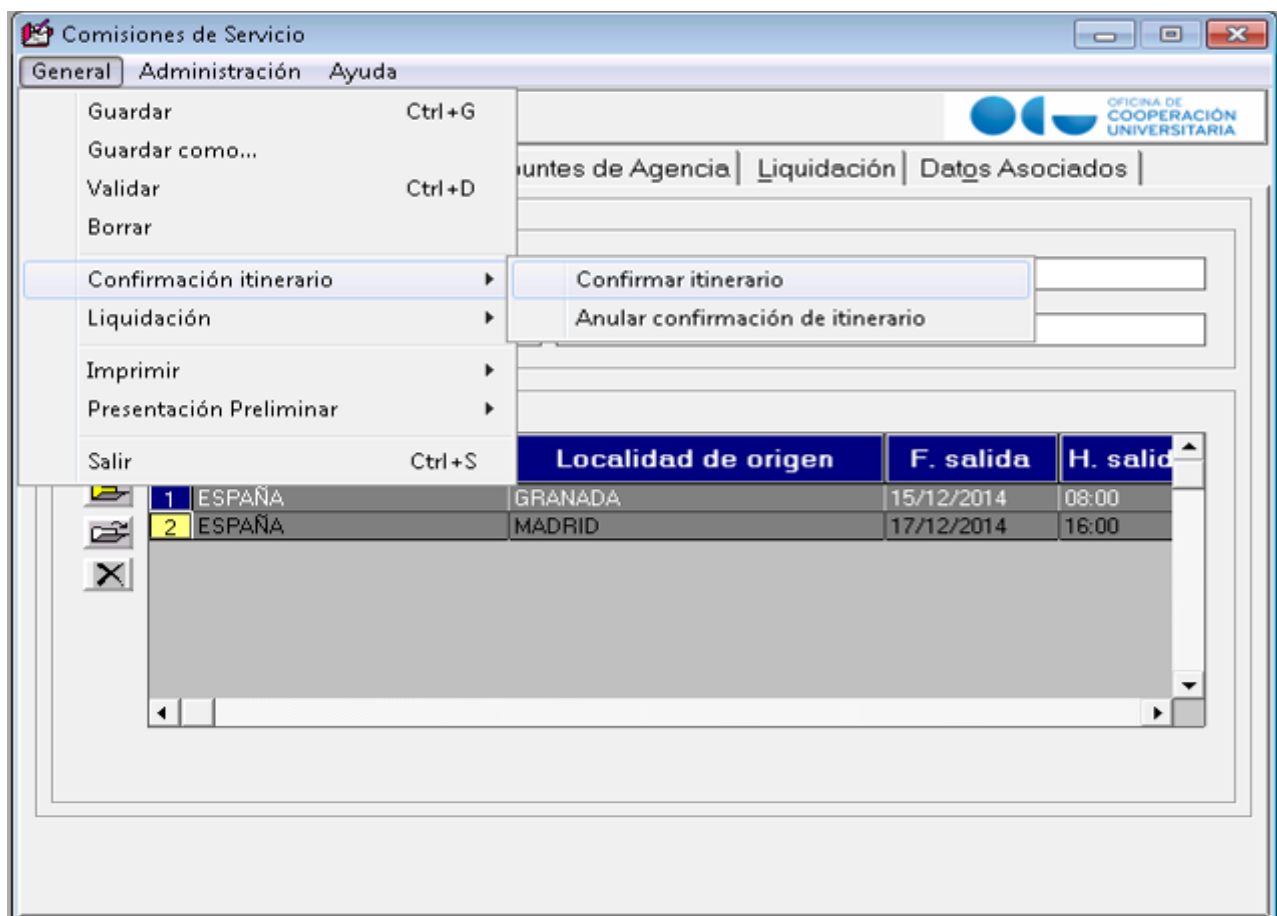 Comisiones de Servicio
General Administración Ayuda
Guardar Ctrl+G
OFICINA DE
COOPERACIÓN
UNIVERSITARIA
Guardar como...
untes de Agencia Liquidación Datos Asociados
Validar Ctrl+D
Borrar
Confirmación itinerario Confirmar itinerario
Liquidación Anular confirmación de itinerario
Imprimir
Presentación Preliminar
Salir Ctrl+S
Localidad de origen F. salida H. salid
1 ESPAÑA GRANADA 15/12/2014 08:00
2 ESPAÑA MADRID 17/12/2014 16:00